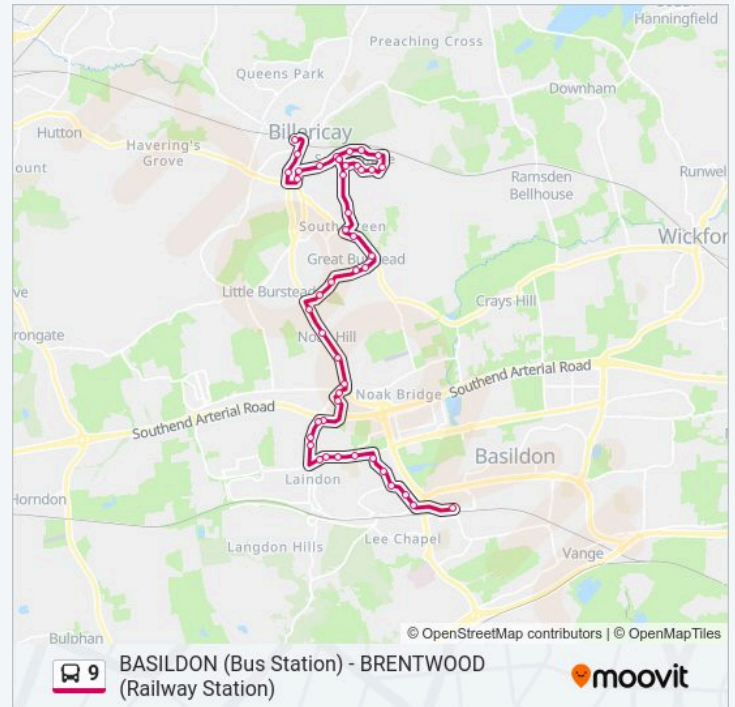 Hanningfield
Preaching Cross
Queens Park
Downham
Hutton
Billericay
Havering's
Grove
ount
Ramsden
Bellhouse
Runwel
South Green
Wickfor
Great Burstead
Little Burstead
ve
Crays Hill
rongate
Noak Hill
Southend Arterial Road
Noak Bridge
Southend Arterial Road
Basildon
Horndon
Laindon
Langdon Hills
Lee Chapel
Vange
Bulphan
© OpenStreetMap contributors | © OpenMapTiles
9
BASILDON (Bus Station) - BRENTWOOD
(Railway Station)
moovit